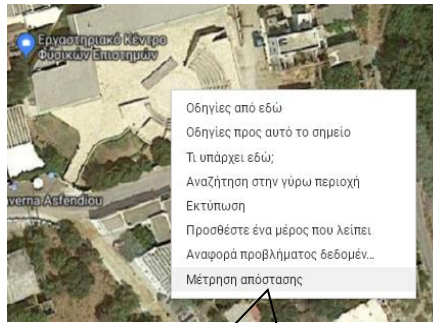 Εργαστηριακό Κέντρο
Φυσικών Επιστημών
Οδηγίες από εδώ
Οδηγίες προς αυτό το σημείο
Τι υπάρχει εδώ;
Αναζήτηση στην γύρω περιοχή
Εκτύπωση
Προσθέστε ένα μέρος που λείπει
Αναφορά προβλήματος δεδομέν...
averna Asfendiou
Μέτρηση απόστασης